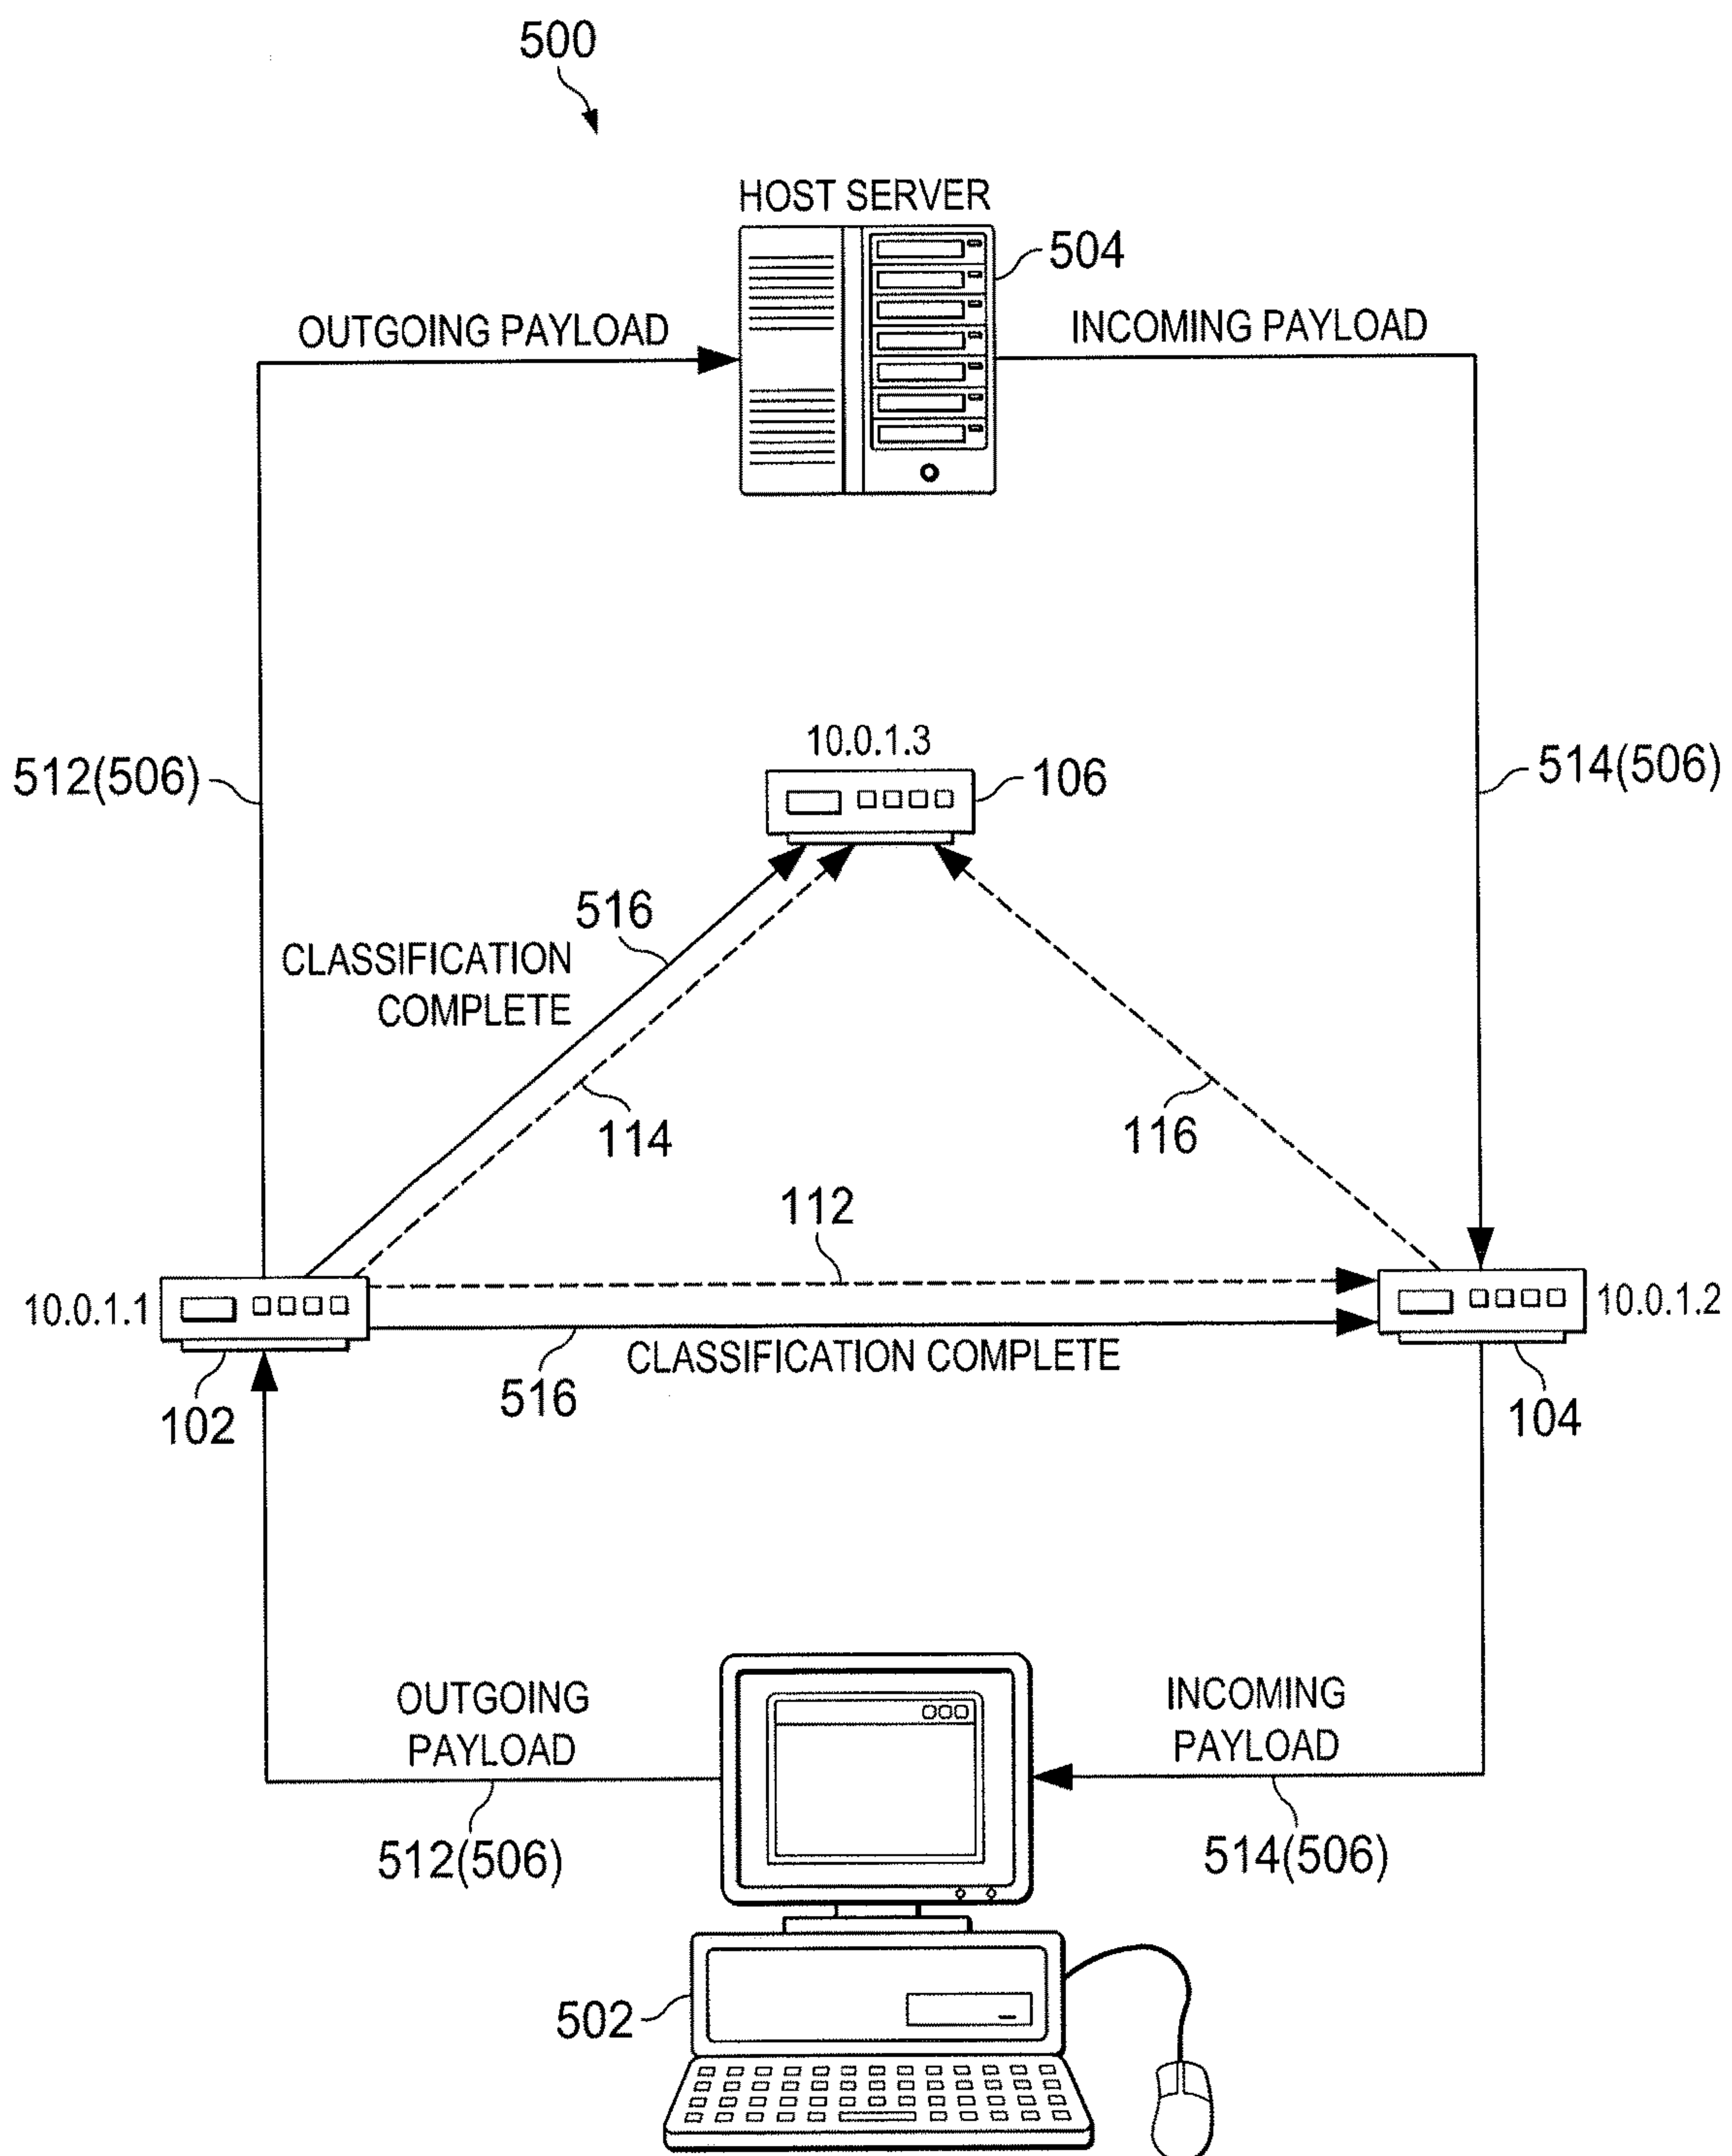 500
HOST SERVER
504
OUTGOING PAYLOAD
INCOMING PAYLOAD
10.0.1.3
512(506)
106
514(506)
516
CLASSIFICATION
COMPLETE
114
116
112
10.0.1.1
10.0.1.2
CLASSIFICATION COMPLETE
516
102
104
OUTGOING
PAYLOAD
INCOMING
PAYLOAD
512(506)
514(506)
502